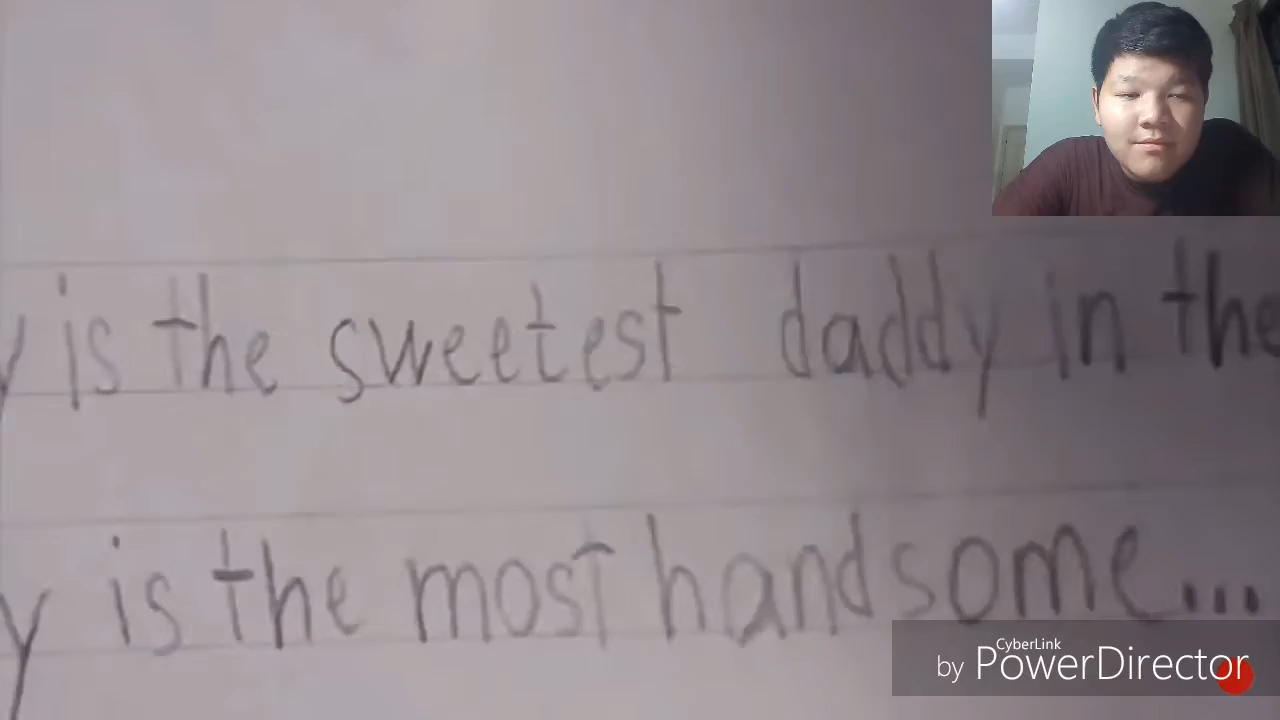 y is the sweetest daddy in the
y is the most handsome...
CyberLink
by PowerDirector